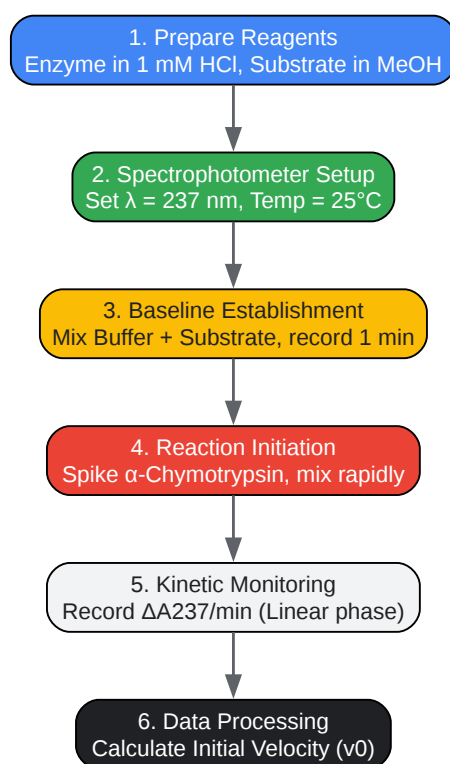 1. Prepare Reagents
Enzyme in 1 mM HCl, Substrate in MeOH
2. Spectrophotometer Setup
Set λ = 237 nm, Temp = 25°C
3. Baseline Establishment
Mix Buffer + Substrate, record 1 min
4. Reaction Initiation
Spike α-Chymotrypsin, mix rapidly
5. Kinetic Monitoring
Record ΔA237/min (Linear phase)
6. Data Processing
Calculate Initial Velocity (v0)